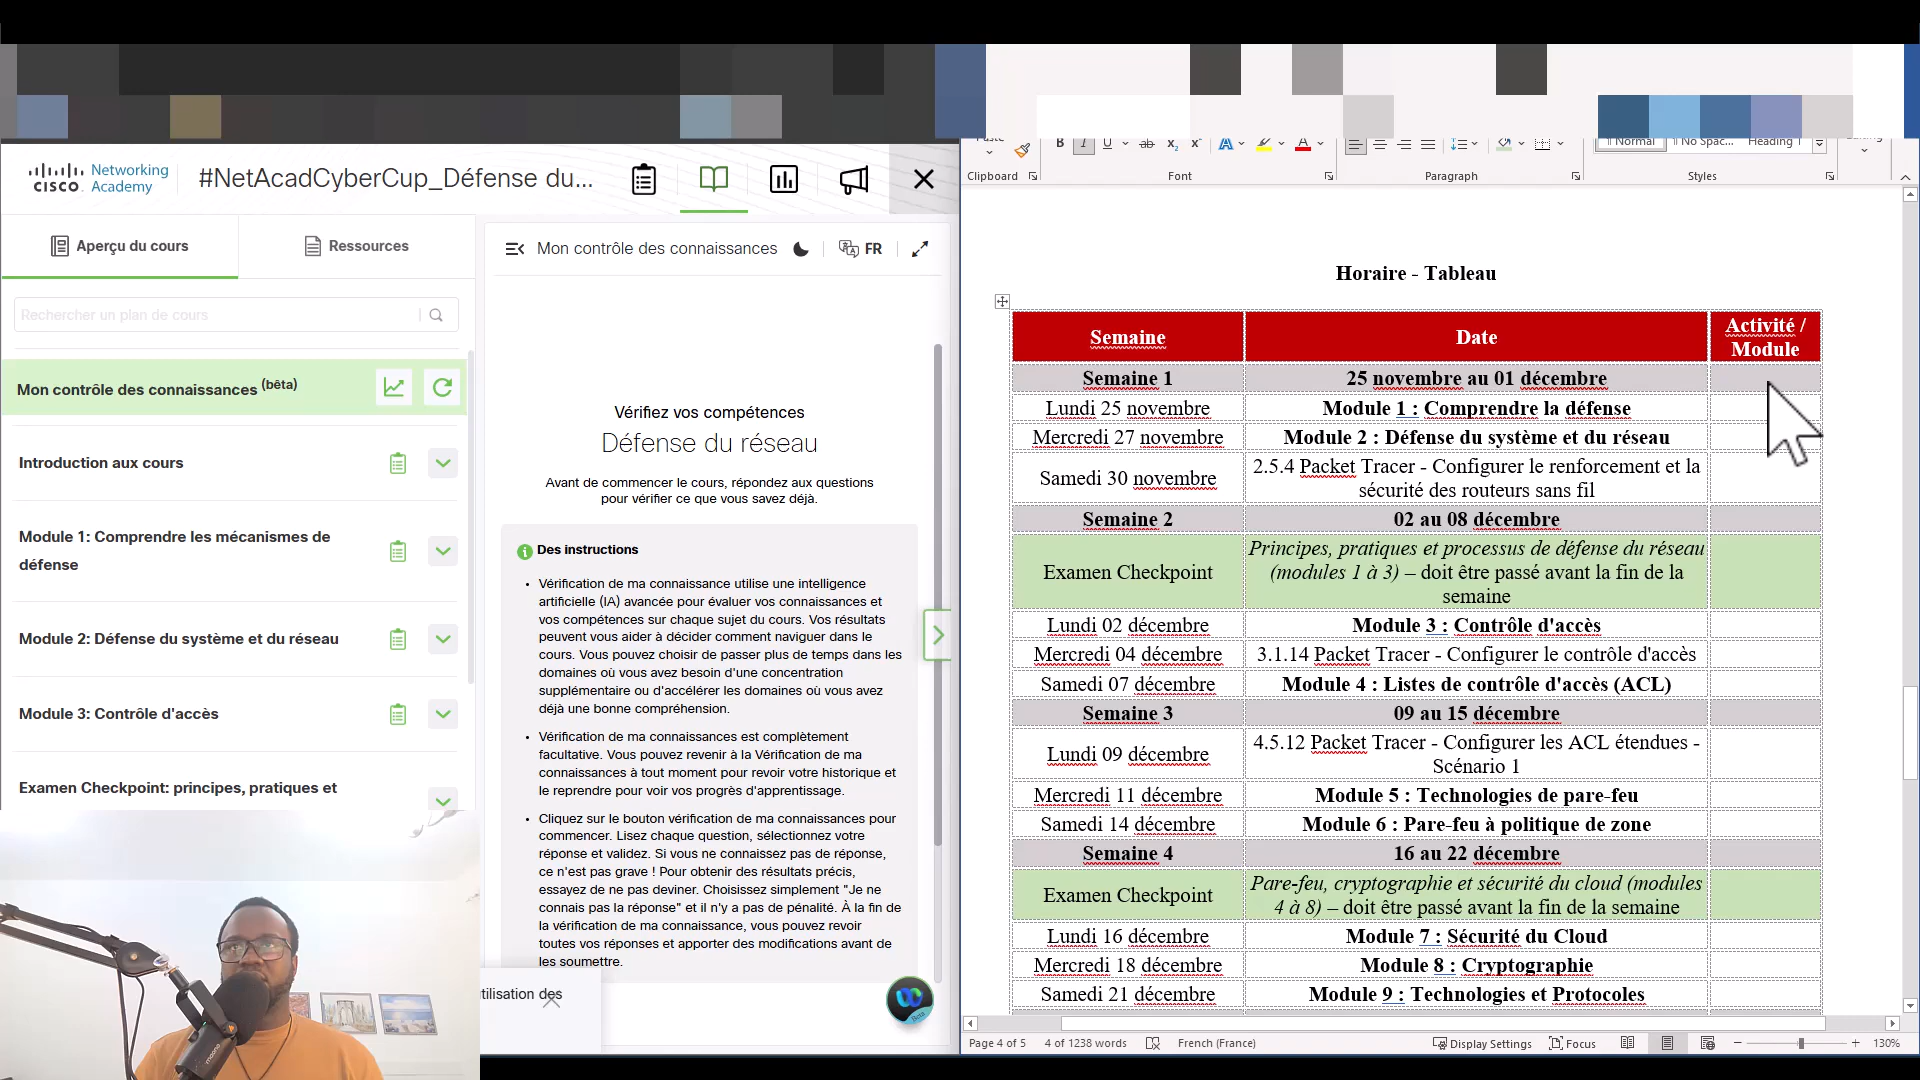 CISCO
Networking
Academy
#NetAcadCyberCup_Défense du...
Aperçu du cours
Ressources
Rechercher un plan de cours
Mon contrôle des connaissances (bêta)
Introduction aux cours
Module 1: Comprendre les mécanismes de
défense
Module 2: Défense du système et du réseau
Module 3: Contrôle d'accès
Examen Checkpoint: principes, pratiques et
Mon contrôle des connaissances
FR
Vérifiez vos compétences
Défense du réseau
Avant de commencer le cours, répondez aux questions
pour vérifier ce que vous savez déjà.
Des instructions
• Vérification de ma connaissance utilise une intelligence
artificielle (IA) avancée pour évaluer vos connaissances et
vos compétences sur chaque sujet du cours. Vos résultats
peuvent vous aider à décider comment naviguer dans le
cours. Vous pouvez choisir de passer plus de temps dans les
domaines où vous avez besoin d'une concentration
supplémentaire ou d'accélérer les domaines où vous avez
déjà une bonne compréhension.
• Vérification de ma connaissances est complètement
facultative. Vous pouvez revenir à la Vérification de ma
connaissances à tout moment pour revoir votre historique et
le reprendre pour voir vos progrès d'apprentissage.
• Cliquez sur le bouton vérification de ma connaissances pour
commencer. Lisez chaque question, sélectionnez votre
réponse et validez. Si vous ne connaissez pas de réponse,
ce n'est pas grave ! Pour obtenir des résultats précis,
essayez de ne pas deviner. Choisissez simplement "Je ne
connais pas la réponse" et il n'y a pas de pénalité. À la fin de
la vérification de ma connaissance, vous pouvez revoir
toutes vos réponses et apporter des modifications avant de
les soumettre.
tilisation des
Beta
maono
B I U ab x₂ x² A A
Normal No Spac... Heading 1
Clipboard Font Paragraph Styles
Horaire - Tableau
Semaine Date Activité /
Module
Semaine 1 25 novembre au 01 décembre
Lundi 25 novembre Module 1 : Comprendre la défense
Mercredi 27 novembre Module 2 : Défense du système et du réseau
Samedi 30 novembre 2.5.4 Packet Tracer - Configurer le renforcement et la
sécurité des routeurs sans fil
Semaine 2 02 au 08 décembre
Examen Checkpoint Principes, pratiques et processus de défense du réseau
(modules 1 à 3) – doit être passé avant la fin de la
semaine
Lundi 02 décembre Module 3 : Contrôle d'accès
Mercredi 04 décembre 3.1.14 Packet Tracer - Configurer le contrôle d'accès
Samedi 07 décembre Module 4 : Listes de contrôle d'accès (ACL)
Semaine 3 09 au 15 décembre
Lundi 09 décembre 4.5.12 Packet Tracer - Configurer les ACL étendues -
Scénario 1
Mercredi 11 décembre Module 5 : Technologies de pare-feu
Samedi 14 décembre Module 6 : Pare-feu à politique de zone
Semaine 4 16 au 22 décembre
Examen Checkpoint Pare-feu, cryptographie et sécurité du cloud (modules
4 à 8) – doit être passé avant la fin de la semaine
Lundi 16 décembre Module 7 : Sécurité du Cloud
Mercredi 18 décembre Module 8 : Cryptographie
Samedi 21 décembre Module 9 : Technologies et Protocoles
Page 4 of 5 4 of 1238 words French (France) Display Settings Focus 130%